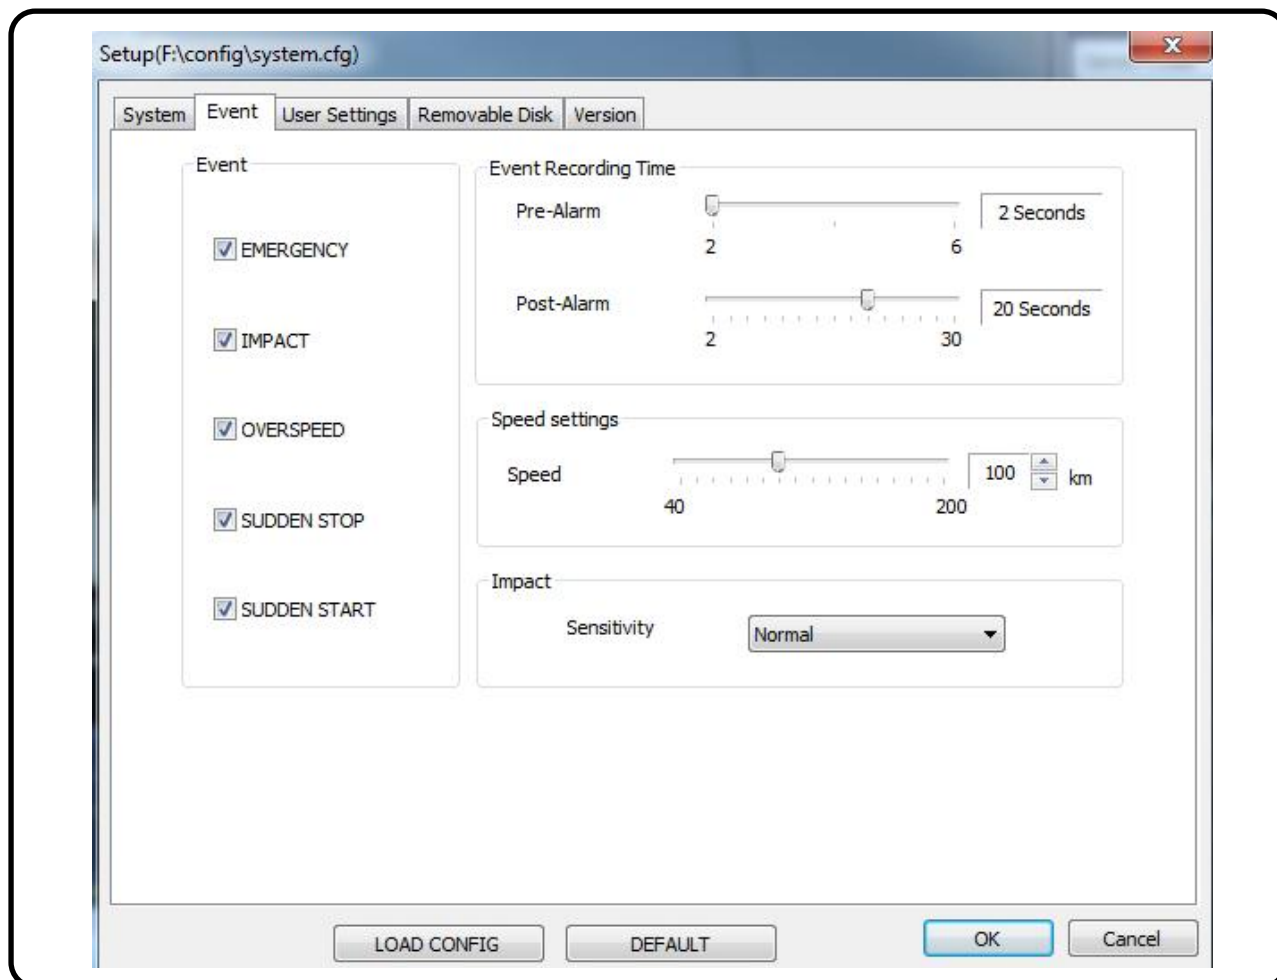 Setup(F:\config\system.cfg)
System Event User Settings Removable Disk Version
Event
EMERGENCY
IMPACT
OVERSPEED
SUDDEN STOP
SUDDEN START
Event Recording Time
Pre-Alarm 2 Seconds
2 6
Post-Alarm 20 Seconds
2 30
Speed settings
Speed 100 km
40 200
Impact
Sensitivity Normal
LOAD CONFIG DEFAULT OK Cancel